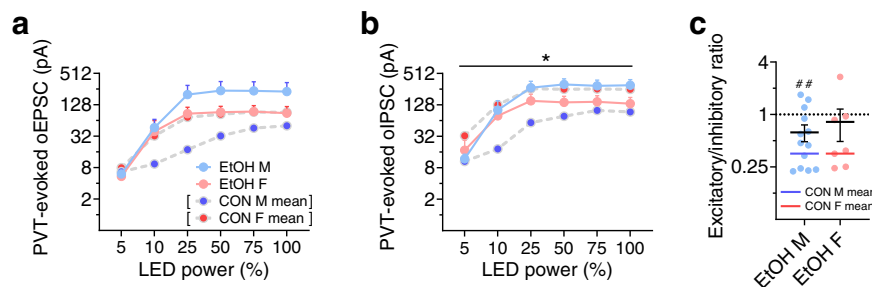 a
PVT-evoked oEPSC (pA)
512
128
32
8
2
5 10 25 50 75 100
LED power (%)
EtOH M
EtOH F
[ CON M mean ]
[ CON F mean ]
b
PVT-evoked oIPSC (pA)
512
128
32
8
2
*
5 10 25 50 75 100
LED power (%)
c
Excitatory/inhibitory ratio
4
1
0.25
##
CON M mean
CON F mean
EtOH M
EtOH F